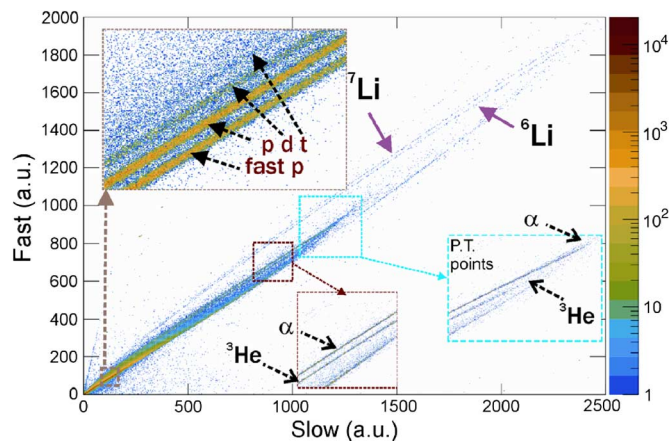 2000
1800
1600
1400
1200
1000
800
600
400
200
0
Fast (a.u.)
0
500
1000
1500
2000
2500
Slow (a.u.)
p d t
fast p
⁷Li
⁶Li
α
³He
P.T.
points
α
³He
10⁴
10³
10²
10
1